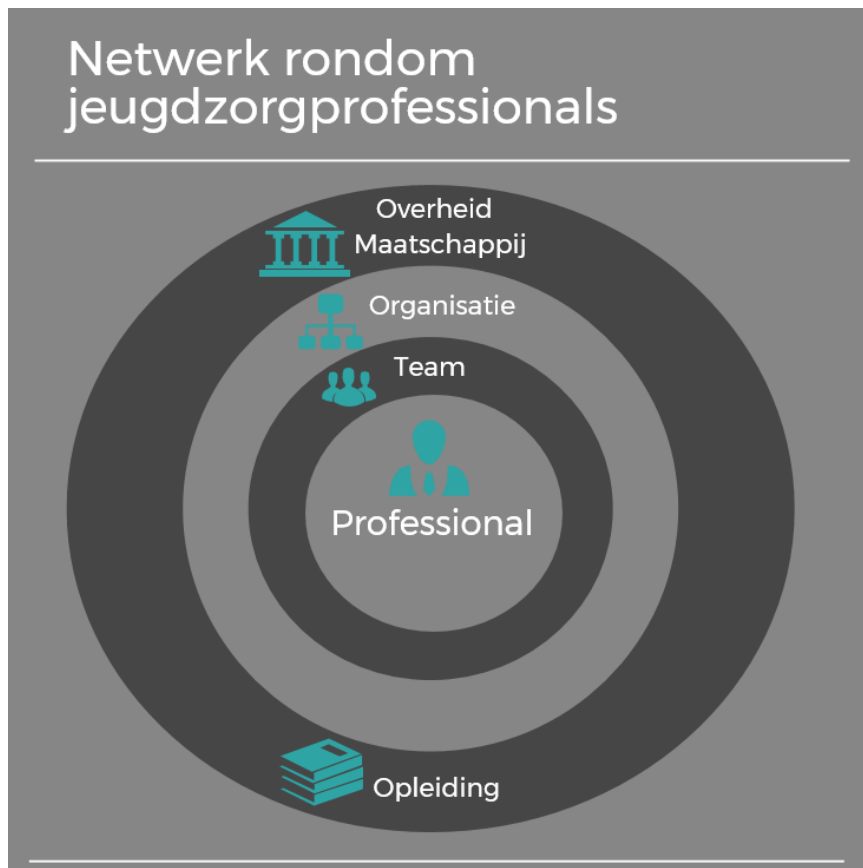 Netwerk rondom
jeugdzorgprofessionals
Overheid
Maatschappij
Organisatie
Team
Professional
Opleiding